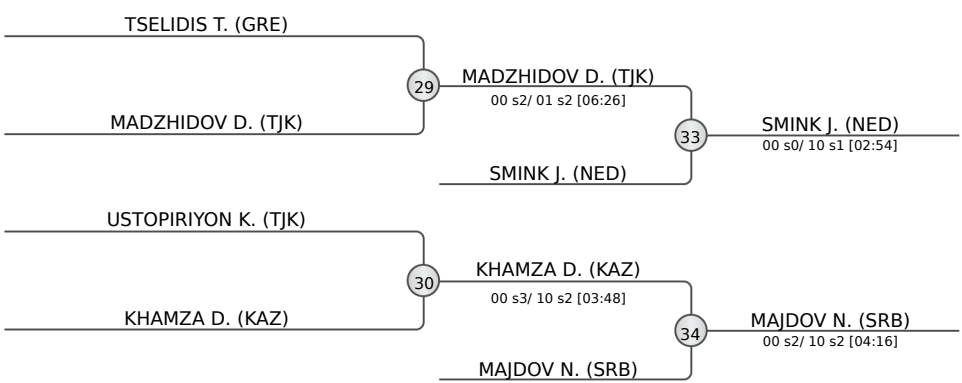 TSELIDIS T. (GRE)
29
MADZHIDOV D. (TJK)
00 s2/ 01 s2 [06:26]
MADZHIDOV D. (TJK)
33
SMINK J. (NED)
00 s0/ 10 s1 [02:54]
SMINK J. (NED)
USTOPIRIYON K. (TJK)
30
KHAMZA D. (KAZ)
00 s3/ 10 s2 [03:48]
KHAMZA D. (KAZ)
34
MAJDOV N. (SRB)
00 s2/ 10 s2 [04:16]
MAJDOV N. (SRB)